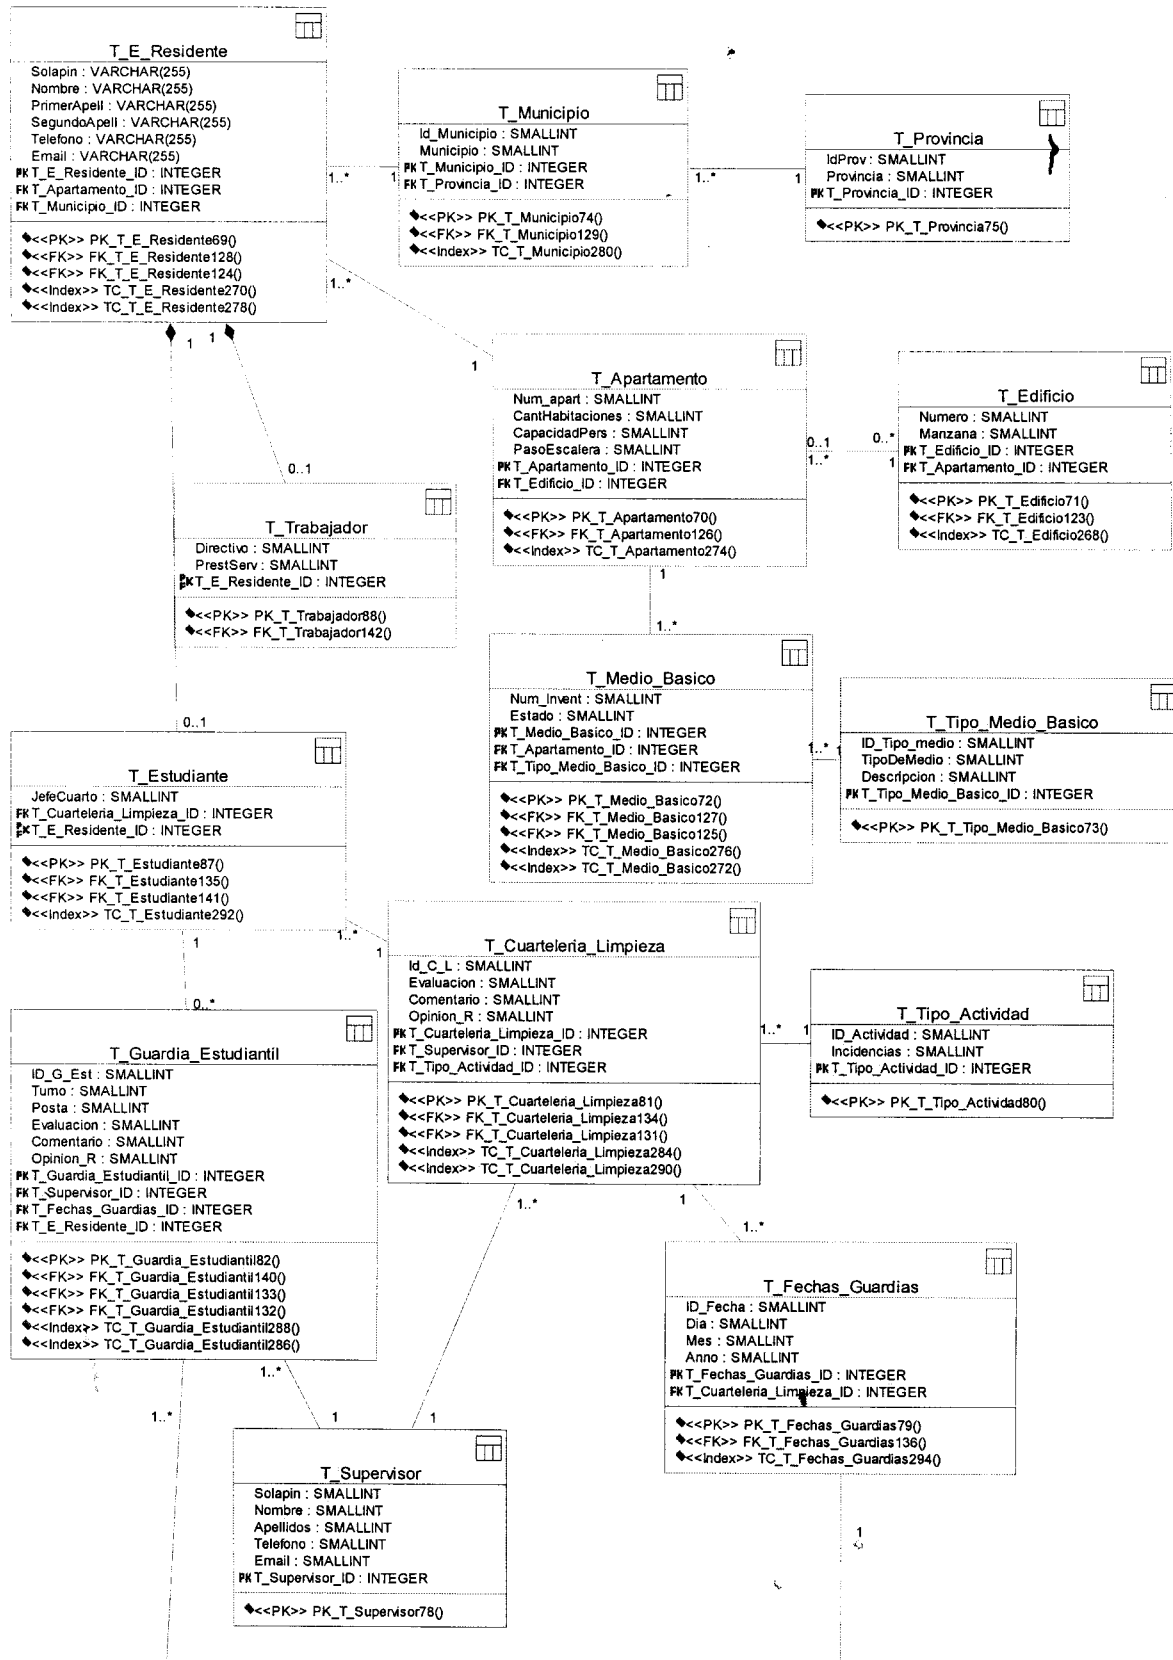 T_E_Residente
Solapin : VARCHAR(255)
Nombre : VARCHAR(255)
PrimerApell : VARCHAR(255)
SegundoApell : VARCHAR(255)
Telefono : VARCHAR(255)
Email : VARCHAR(255)
PK T_E_Residente_ID : INTEGER
FK T_Apartamento_ID : INTEGER
FK T_Municipio_ID : INTEGER
<<PK>> PK_T_E_Residente69()
<<FK>> FK_T_E_Residente128()
<<FK>> FK_T_E_Residente124()
<<Index>> TC_T_E_Residente270()
<<Index>> TC_T_E_Residente278()
1..*
1
T_Municipio
Id_Municipio : SMALLINT
Municipio : SMALLINT
PK T_Municipio_ID : INTEGER
FK T_Provincia_ID : INTEGER
<<PK>> PK_T_Municipio74()
<<FK>> FK_T_Municipio129()
<<Index>> TC_T_Municipio280()
1..*
1
T_Provincia
IdProv : SMALLINT
Provincia : SMALLINT
PK T_Provincia_ID : INTEGER
<<PK>> PK_T_Provincia75()
1..*
1
1
1
T_Apartamento
Num_apart : SMALLINT
CantHabitaciones : SMALLINT
CapacidadPers : SMALLINT
PasoEscalera : SMALLINT
PK T_Apartamento_ID : INTEGER
FK T_Edificio_ID : INTEGER
<<PK>> PK_T_Apartamento70()
<<FK>> FK_T_Apartamento126()
<<Index>> TC_T_Apartamento274()
0..1
0..*
1..*
1
T_Edificio
Numero : SMALLINT
Manzana : SMALLINT
PK T_Edificio_ID : INTEGER
FK T_Apartamento_ID : INTEGER
<<PK>> PK_T_Edificio71()
<<FK>> FK_T_Edificio123()
<<Index>> TC_T_Edificio268()
0..1
T_Trabajador
Directivo : SMALLINT
PrestServ : SMALLINT
T_E_Residente_ID : INTEGER
<<PK>> PK_T_Trabajador88()
<<FK>> FK_T_Trabajador142()
1
1..*
T_Medio_Basico
Num_Invent : SMALLINT
Estado : SMALLINT
PK T_Medio_Basico_ID : INTEGER
FK T_Apartamento_ID : INTEGER
FK T_Tipo_Medio_Basico_ID : INTEGER
<<PK>> PK_T_Medio_Basico72()
<<FK>> FK_T_Medio_Basico127()
<<FK>> FK_T_Medio_Basico125()
<<Index>> TC_T_Medio_Basico276()
<<Index>> TC_T_Medio_Basico272()
1..*
1
T_Tipo_Medio_Basico
ID_Tipo_medio : SMALLINT
TipoDeMedio : SMALLINT
Descripcion : SMALLINT
PK T_Tipo_Medio_Basico_ID : INTEGER
<<PK>> PK_T_Tipo_Medio_Basico73()
0..1
T_Estudiante
JefeCuarto : SMALLINT
FK T_Cuarteleria_Limpieza_ID : INTEGER
T_E_Residente_ID : INTEGER
<<PK>> PK_T_Estudiante87()
<<FK>> FK_T_Estudiante135()
<<FK>> FK_T_Estudiante141()
<<Index>> TC_T_Estudiante292()
1
0..*
1..*
1
T_Cuarteleria_Limpieza
Id_C_L : SMALLINT
Evaluacion : SMALLINT
Comentario : SMALLINT
Opinion_R : SMALLINT
PK T_Cuarteleria_Limpieza_ID : INTEGER
FK T_Supervisor_ID : INTEGER
FK T_Tipo_Actividad_ID : INTEGER
<<PK>> PK_T_Cuarteleria_Limpieza81()
<<FK>> FK_T_Cuarteleria_Limpieza134()
<<FK>> FK_T_Cuarteleria_Limpieza131()
<<Index>> TC_T_Cuarteleria_Limpieza284()
<<Index>> TC_T_Cuarteleria_Limpieza290()
1..*
1
T_Tipo_Actividad
ID_Actividad : SMALLINT
Incidencias : SMALLINT
PK T_Tipo_Actividad_ID : INTEGER
<<PK>> PK_T_Tipo_Actividad80()
T_Guardia_Estudiantil
ID_G_Est : SMALLINT
Turno : SMALLINT
Posta : SMALLINT
Evaluacion : SMALLINT
Comentario : SMALLINT
Opinion_R : SMALLINT
PK T_Guardia_Estudiantil_ID : INTEGER
FK T_Supervisor_ID : INTEGER
FK T_Fechas_Guardias_ID : INTEGER
FK T_E_Residente_ID : INTEGER
<<PK>> PK_T_Guardia_Estudiantil82()
<<FK>> FK_T_Guardia_Estudiantil140()
<<FK>> FK_T_Guardia_Estudiantil133()
<<FK>> FK_T_Guardia_Estudiantil132()
<<Index>> TC_T_Guardia_Estudiantil288()
<<Index>> TC_T_Guardia_Estudiantil286()
1..*
1
1..*
T_Fechas_Guardias
ID_Fecha : SMALLINT
Dia : SMALLINT
Mes : SMALLINT
Anno : SMALLINT
PK T_Fechas_Guardias_ID : INTEGER
FK T_Cuarteleria_Limpieza_ID : INTEGER
<<PK>> PK_T_Fechas_Guardias79()
<<FK>> FK_T_Fechas_Guardias136()
<<Index>> TC_T_Fechas_Guardias294()
1..*
1..*
1
1
T_Supervisor
Solapin : SMALLINT
Nombre : SMALLINT
Apellidos : SMALLINT
Telefono : SMALLINT
Email : SMALLINT
PK T_Supervisor_ID : INTEGER
<<PK>> PK_T_Supervisor78()
1